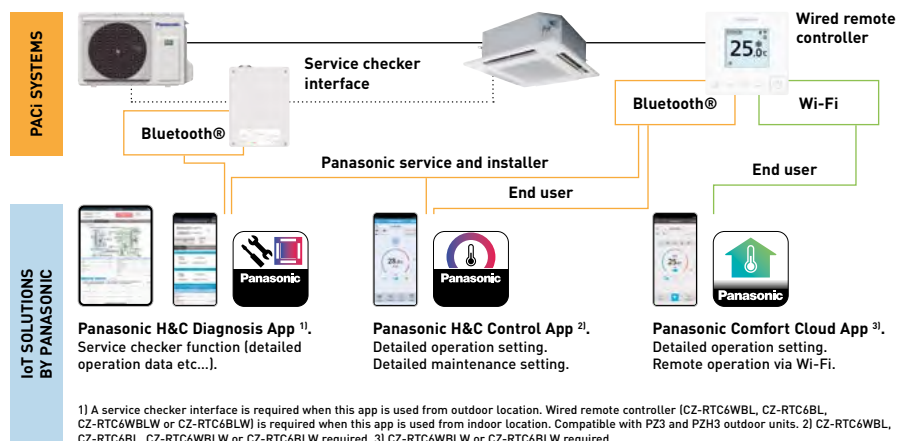 PACi SYSTEMS
Panasonic
Service checker
interface
Wired remote
controller
25.0c
Bluetooth®
Bluetooth®
Wi-Fi
Panasonic service and installer
End user
End user
IoT SOLUTIONS
BY PANASONIC
Panasonic
Panasonic
Panasonic
Panasonic H&C Diagnosis App 1).
Service checker function (detailed
operation data etc...).
Panasonic H&C Control App 2).
Detailed operation setting.
Detailed maintenance setting.
Panasonic Comfort Cloud App 3).
Detailed operation setting.
Remote operation via Wi-Fi.
1) A service checker interface is required when this app is used from outdoor location. Wired remote controller (CZ-RTC6WBL, CZ-RTC6BL,
CZ-RTC6WBLW or CZ-RTC6BLW) is required when this app is used from indoor location. Compatible with PZ3 and PZH3 outdoor units. 2) CZ-RTC6WBL,
CZ-RTC6BL, CZ-RTC6WBLW or CZ-RTC6BLW required. 3) CZ-RTC6WBLW or CZ-RTC6BLW required.